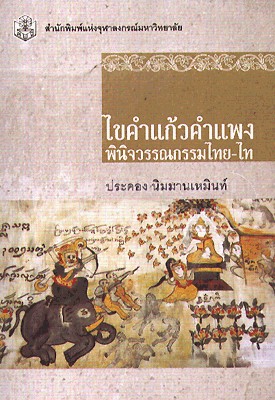 สำนักพิมพ์แห่งจุฬาลงกรณ์มหาวิทยาลัย
ไขคำแก้วคำแพง
พินิจวรรณกรรมไทย-ไท
ประคอง นิมมานเหมินท์